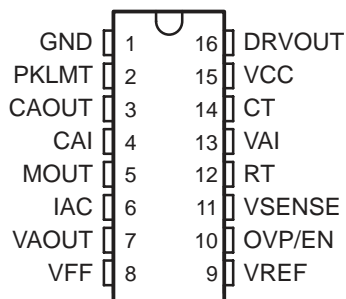 GND 1 16 DRVOUT
PKLMT 2 15 VCC
CAOUT 3 14 CT
CAI 4 13 VAI
MOUT 5 12 RT
IAC 6 11 VSENSE
VAOUT 7 10 OVP/EN
VFF 8 9 VREF